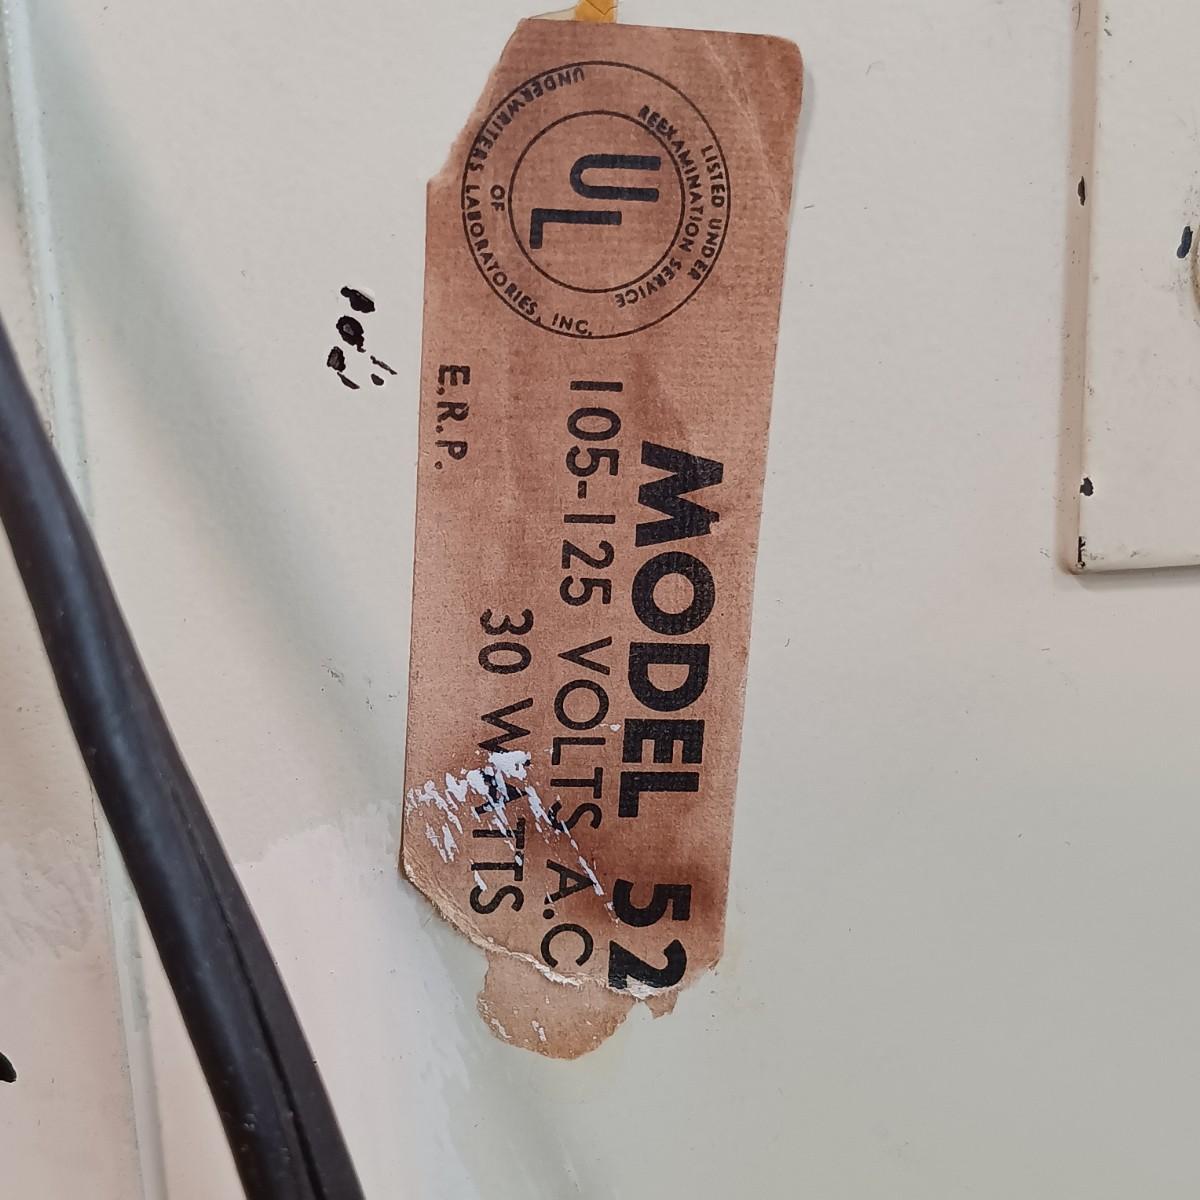 UNDERWRITERS LABORATORIES, INC.
OF
UL
LISTED UNDER
REEXAMINATION SERVICE
MODEL 52
105-125 VOLTS A.C
30 WATTS
E.R.P.